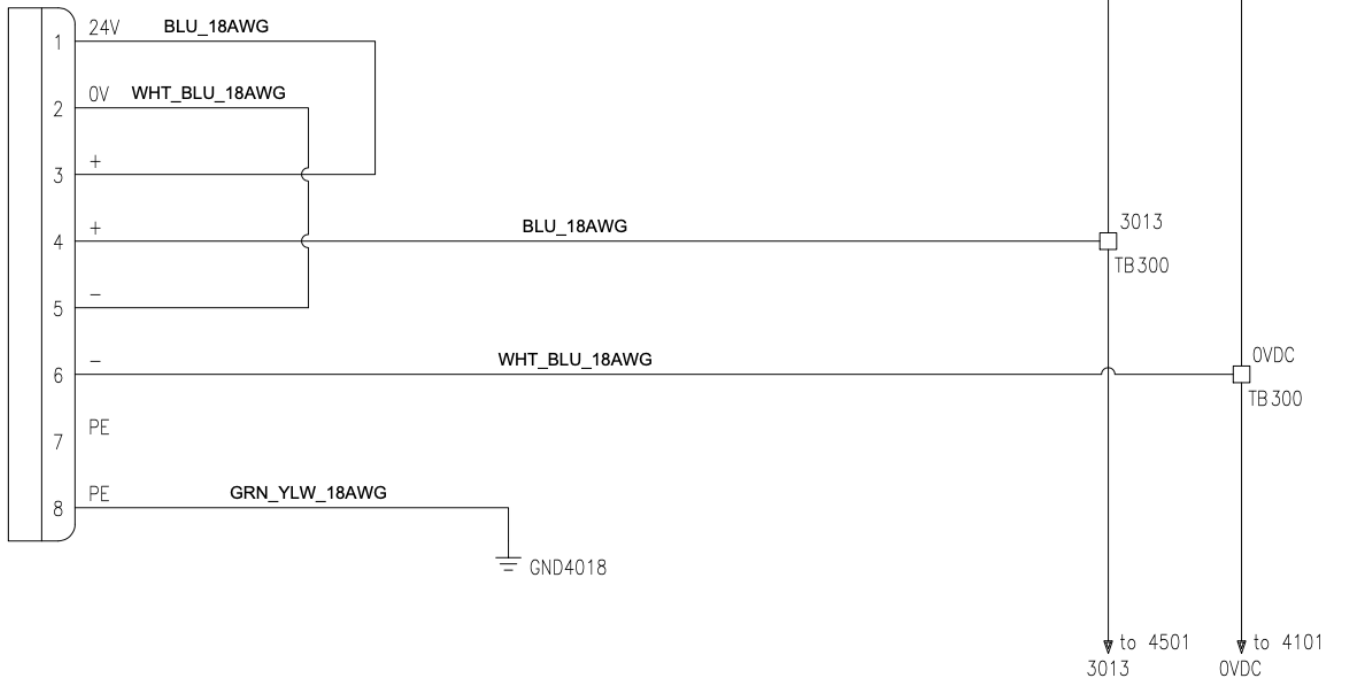 1 24V BLU_18AWG
2 0V WHT_BLU_18AWG
3 +
4 + BLU_18AWG 3013
TB300
5 -
6 - WHT_BLU_18AWG 0VDC
TB300
7 PE
8 PE GRN_YLW_18AWG
GND4018
to 4501 to 4101
3013 0VDC